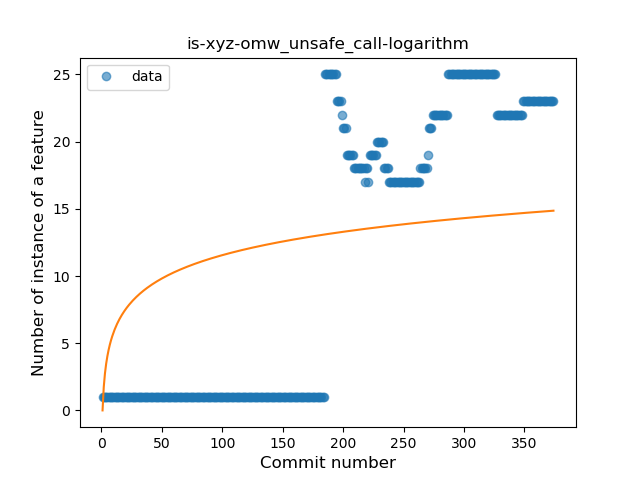 is-xyz-omw_unsafe_call-logarithm
data
Number of instance of a feature
25
20
15
10
5
0
0 50 100 150 200 250 300 350
Commit number